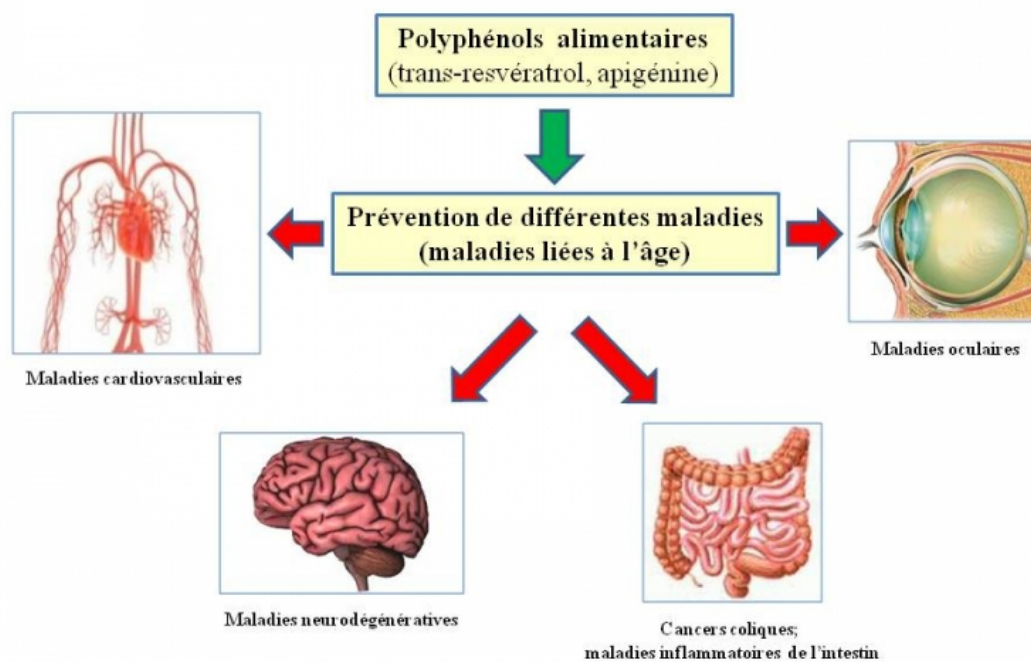 Polyphénols alimentaires
(trans-resvératrol, apigénine)
Prévention de différentes maladies
(maladies liées à l'âge)
Maladies cardiovasculaires
Maladies oculaires
Maladies neurodégénératives
Cancers coliques;
maladies inflammatoires de l'intestin